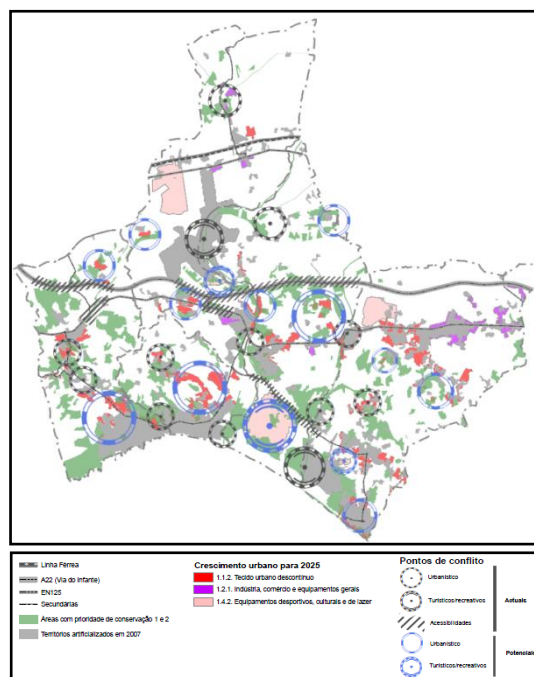 Linha Férrea
A22 (Via do Infante)
EN125
Secundárias
Áreas com prioridade de conservação 1 e 2
Territórios artificializados em 2007
Crescimento urbano para 2025
1.1.2. Tecido urbano descontínuo
1.2.1. Indústria, comércio e equipamentos gerais
1.4.2. Equipamentos desportivos, culturais e de lazer
Pontos de conflito
Urbanístico
Turísticos/recreativos
Acessibilidades
Actuais
Urbanístico
Turísticos/recreativos
Potenciais